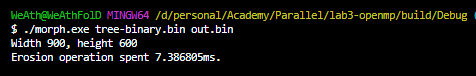 WeAth@WeAthFolD MINGW64 /d/personal/Academy/Parallel/lab3-openmp/build/Debug (
$ ./morph.exe tree-binary.bin out.bin
Width 900, height 600
Erosion operation spent 7.386805ms.